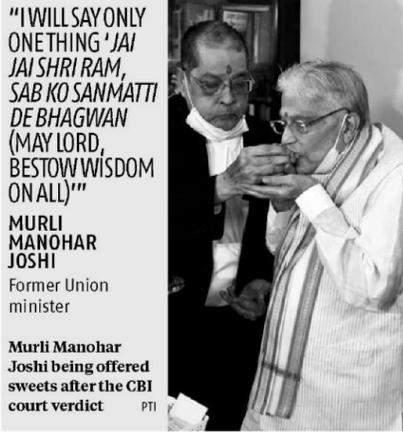 “I WILL SAY ONLY
ONE THING ‘JAI
JAI SHRI RAM,
SAB KO SANMATTI
DE BHAGWAN
(MAY LORD,
BESTOW WISDOM
ON ALL)’”
MURLI
MANOHAR
JOSHI
Former Union
minister
Murli Manohar
Joshi being offered
sweets after the CBI
court verdict PTI